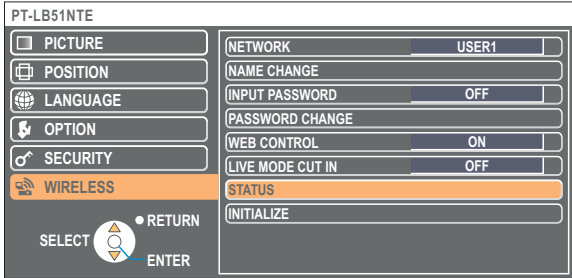 PT-LB51NTE
PICTURE
POSITION
LANGUAGE
OPTION
SECURITY
WIRELESS
RETURN
SELECT
ENTER
NETWORK USER1
NAME CHANGE
INPUT PASSWORD OFF
PASSWORD CHANGE
WEB CONTROL ON
LIVE MODE CUT IN OFF
STATUS
INITIALIZE